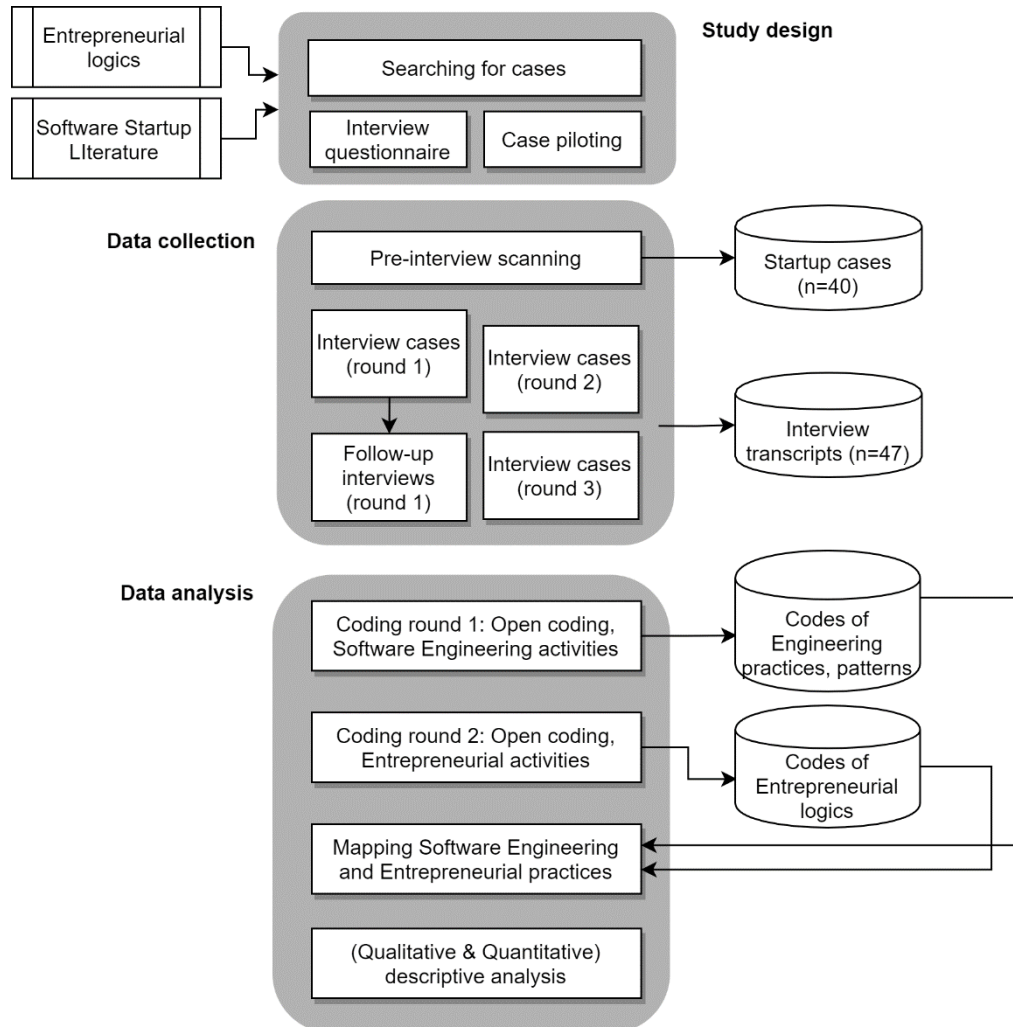 Entrepreneurial
logics
Software Startup
LIterature
Study design
Searching for cases
Interview
questionnaire
Case piloting
Data collection
Pre-interview scanning
Startup cases
(n=40)
Interview cases
(round 1)
Interview cases
(round 2)
Follow-up
interviews
(round 1)
Interview cases
(round 3)
Interview
transcripts (n=47)
Data analysis
Coding round 1: Open coding,
Software Engineering activities
Codes of
Engineering
practices, patterns
Coding round 2: Open coding,
Entrepreneurial activities
Codes of
Entrepreneurial
logics
Mapping Software Engineering
and Entrepreneurial practices
(Qualitative & Quantitative)
descriptive analysis